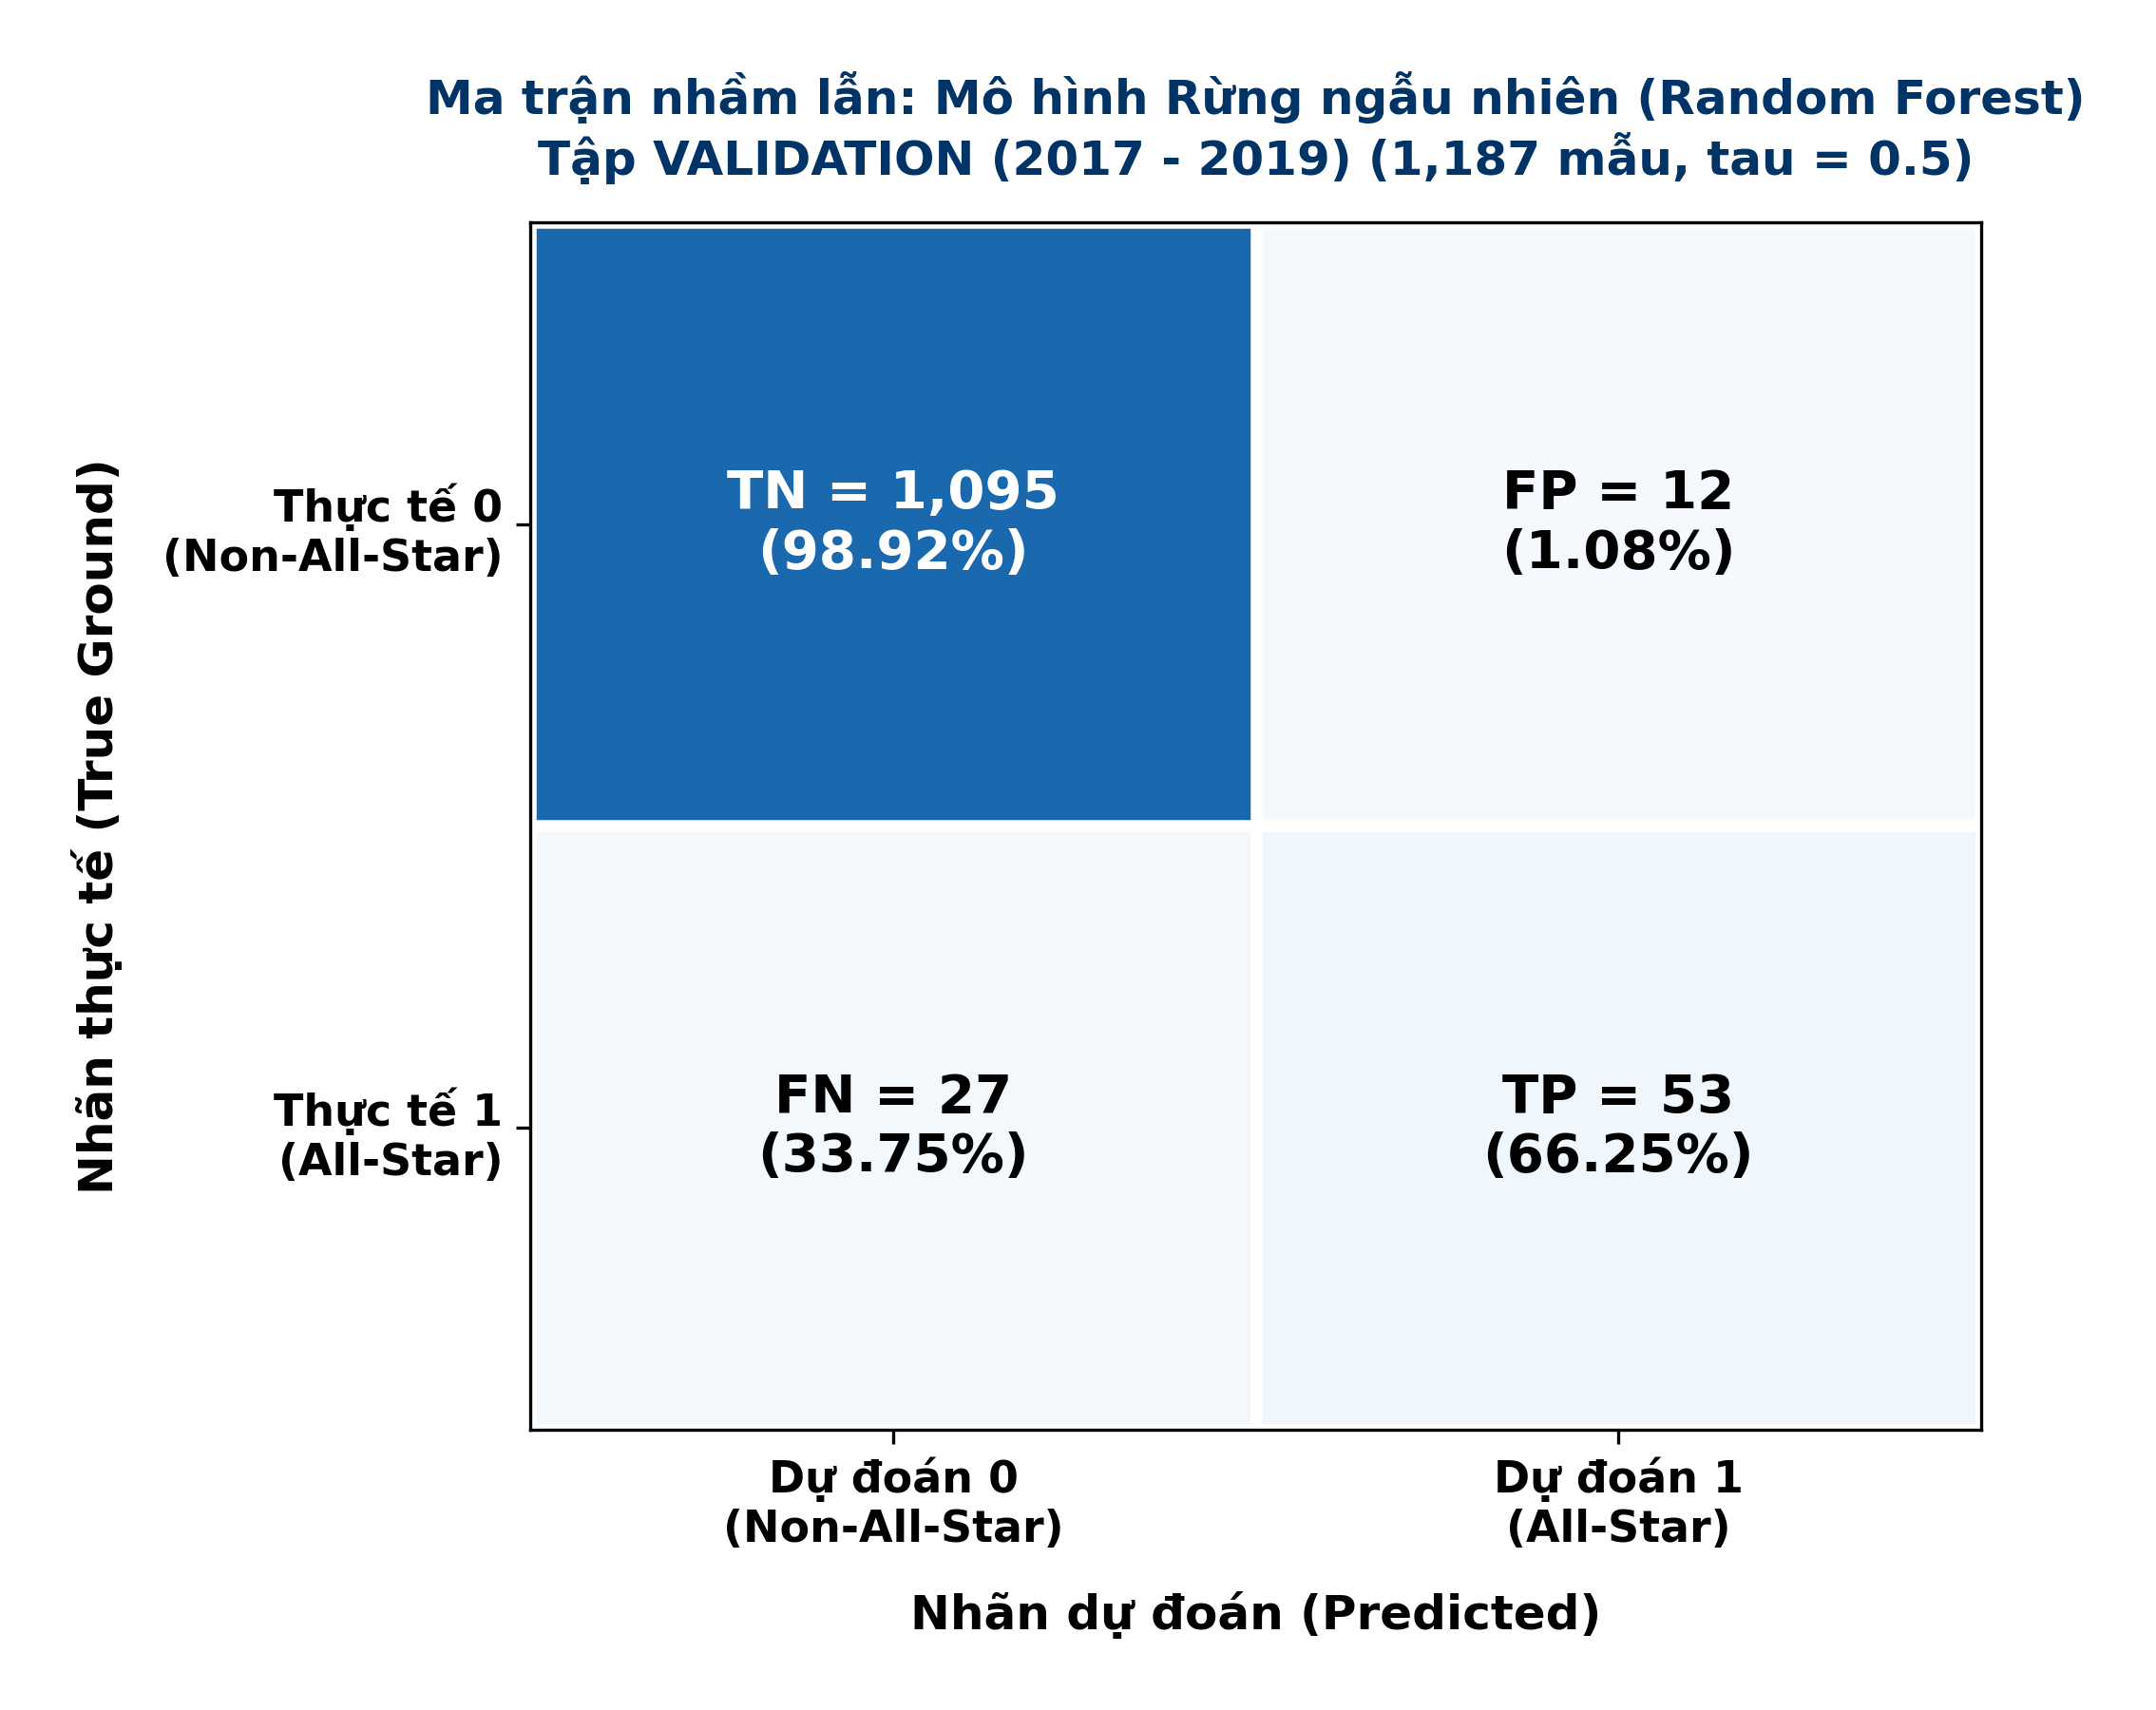 Ma trận nhầm lẫn: Mô hình Rừng ngẫu nhiên (Random Forest)
Tập VALIDATION (2017 - 2019) (1,187 mẫu, tau = 0.5)
Nhãn thực tế (True Ground)
Thực tế 0
(Non-All-Star)
TN = 1,095
(98.92%)
FP = 12
(1.08%)
Thực tế 1
(All-Star)
FN = 27
(33.75%)
TP = 53
(66.25%)
Dự đoán 0
(Non-All-Star)
Dự đoán 1
(All-Star)
Nhãn dự đoán (Predicted)